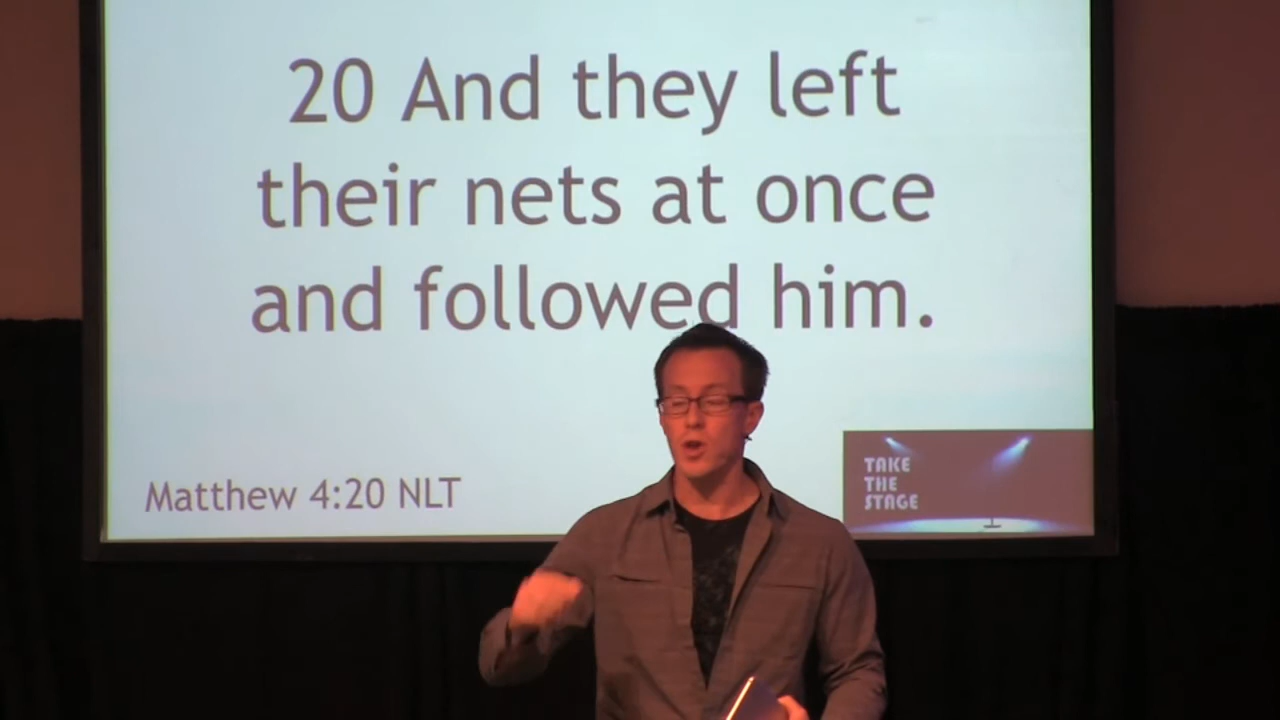 20 And they left
their nets at once
and followed him.
Matthew 4:20 NLT
TAKE
THE
STAGE